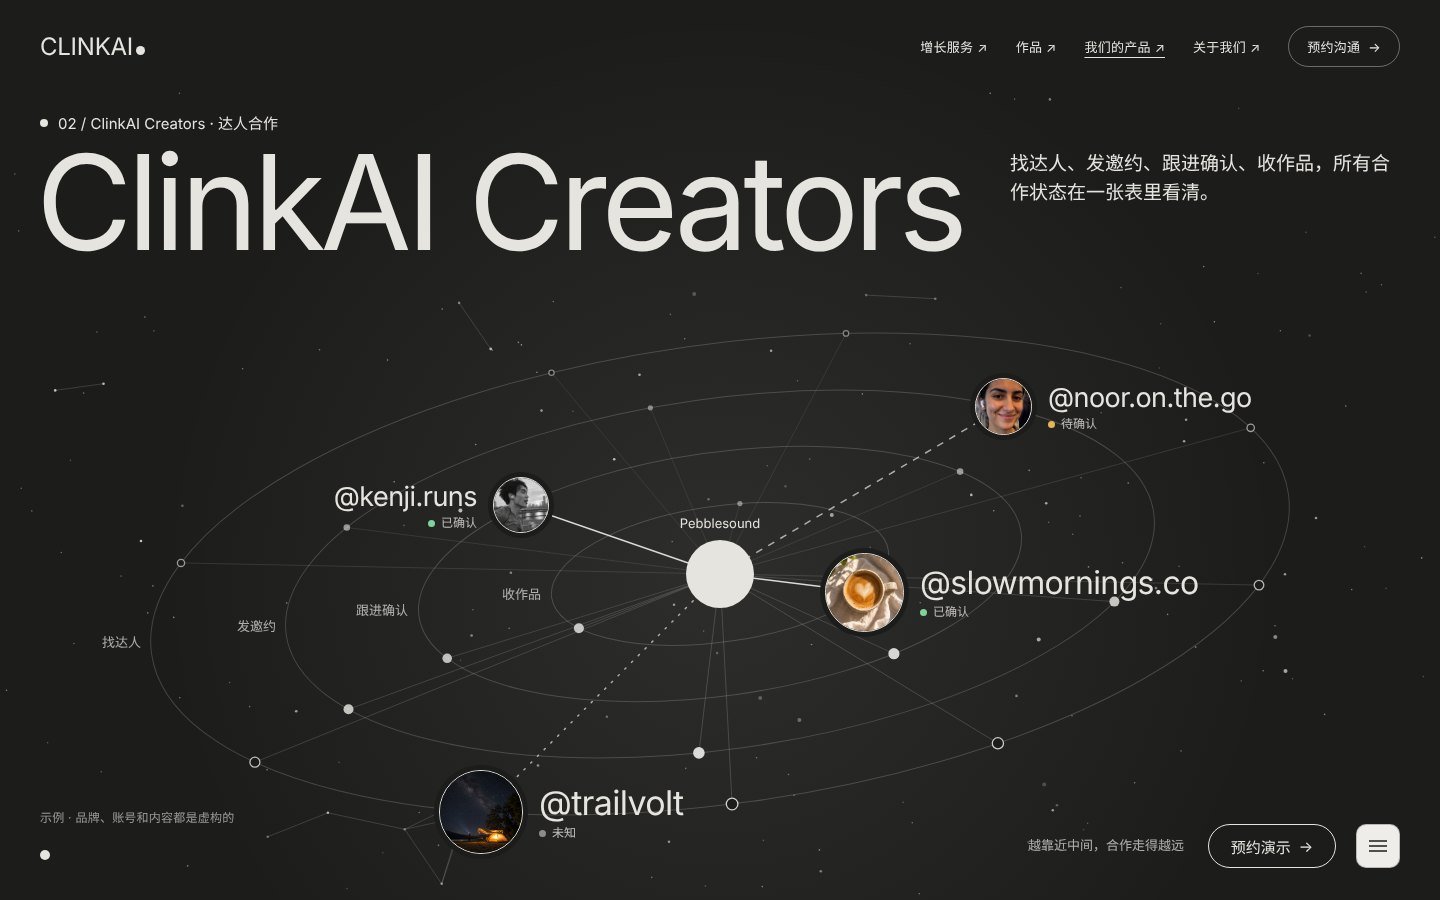 CLINKAI
增长服务 ↗
作品 ↗
我们的产品 ↗
关于我们 ↗
预约沟通 →
02 / ClinkAI Creators · 达人合作
ClinkAI Creators
找达人、发邀约、跟进确认、收作品，所有合
作状态在一张表里看清。
@noor.on.the.go
待确认
@kenji.runs
已确认
Pebblesound
@slowmornings.co
已确认
收作品
跟进确认
发邀约
找达人
@trailvolt
未知
示例 · 品牌、账号和内容都是虚构的
越靠近中间，合作走得越远
预约演示 →